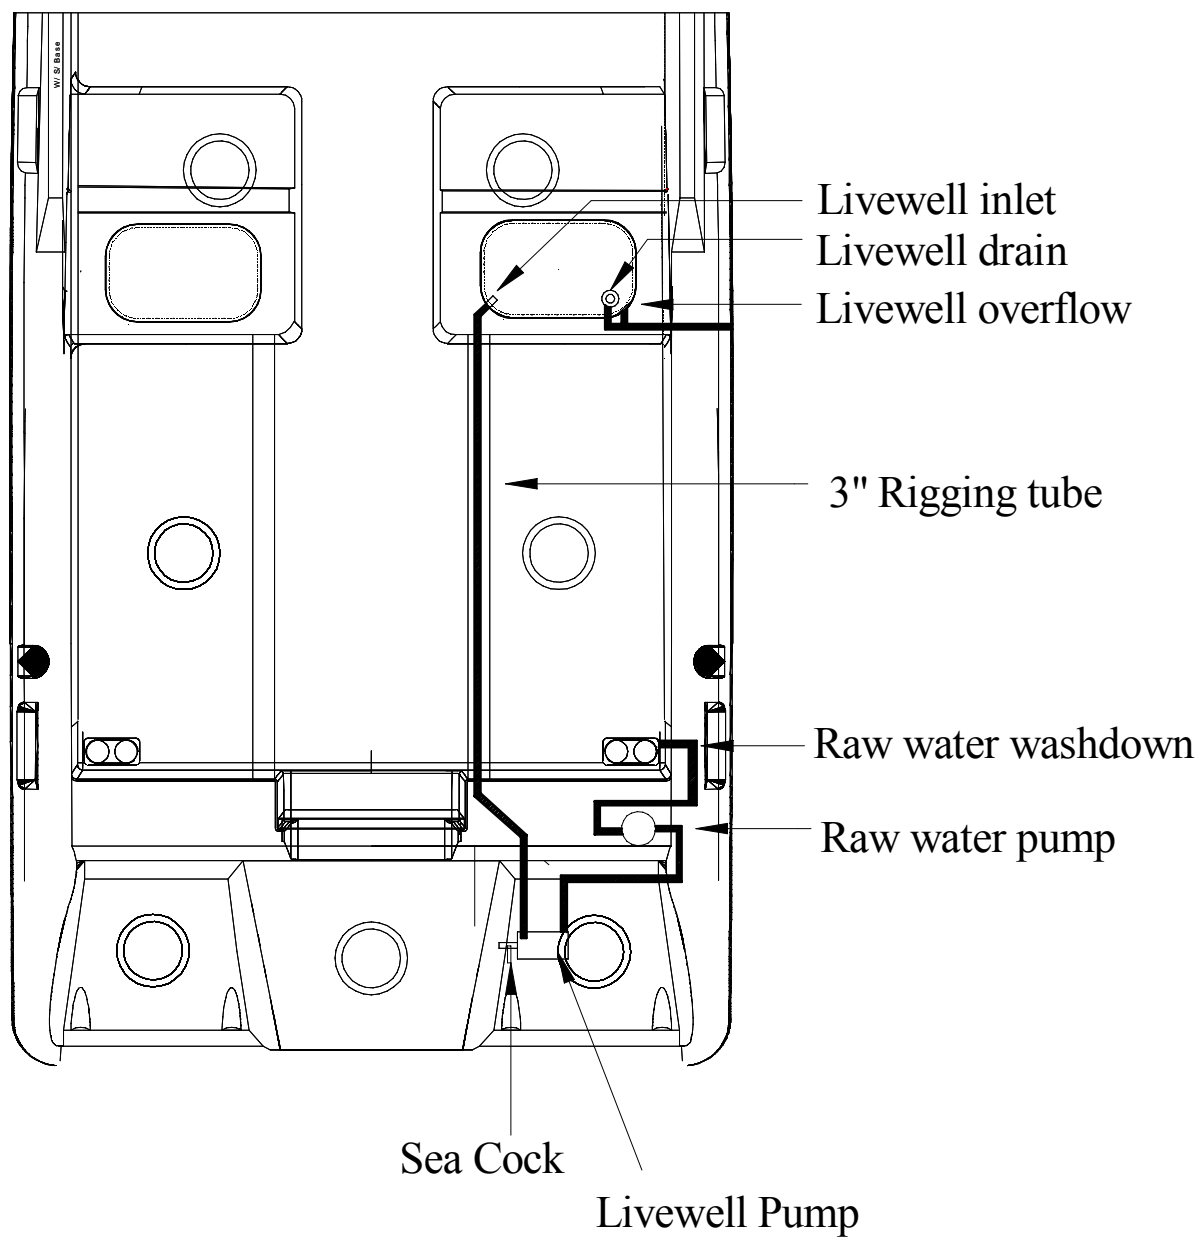 W/ S/ Base
Livewell inlet
Livewell drain
Livewell overflow
3" Rigging tube
Raw water washdown
Raw water pump
Sea Cock
Livewell Pump